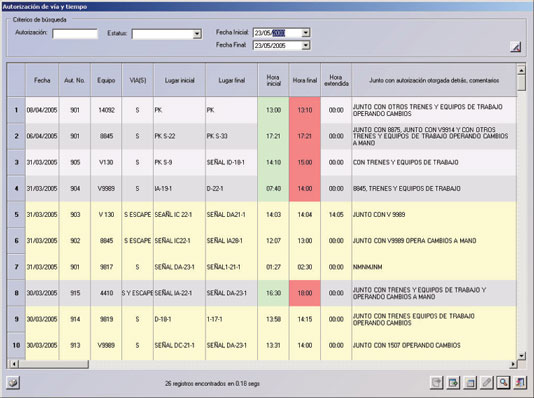 Autorización de vía y tiempo
Criterios de búsqueda
Autorización: Estatus: Fecha Inicial: 23/05/2003
Fecha Final: 23/05/2005
Fecha Aut. No. Equipo VIA(S) Lugar inicial Lugar final Hora inicial Hora final Hora extendida Junto con autorización otorgada detrás, comentarios
1 08/04/2005 901 14092 S PK PK 13:00 13:10 00:00 JUNTO CON OTROS TRENES Y EQUIPOS DE TRABAJO
OPERANDO CAMBIOS
2 06/04/2005 901 8845 S PK S-22 PK S-33 17:21 17:21 00:00 JUNTO CON 8875, JUNTO CON VV9914 Y CON OTROS
TRENES Y EQUIPOS DE TRABAJO OPERANDO CAMBIOS
A MANO
3 31/03/2005 905 V130 S PK S-9 SEÑAL ID-18-1 14:10 15:00 00:00 CON TRENES Y EQUIPOS DE TRABAJO
4 31/03/2005 904 V9989 S IA-19-1 D-22-1 07:40 14:00 00:00 8845, TRENES Y EQUIPOS DE TRABAJO
5 31/03/2005 903 V 130 S ESCAPE SEAÑL IC 22-1 SEÑAL DA21-1 14:03 14:04 14:05 JUNTO CON V 9989
6 31/03/2005 902 8845 S ESCAPE SEÑAL IC22-1 SEÑAL IA28-1 12:07 13:00 00:00 JUNTO CON V9989 OPERA CAMBIOS A MANO
7 31/03/2005 901 9817 S SEÑAL DA-23-1 SEÑAL1-21-1 01:27 02:30 00:00 NMNMJNM
8 30/03/2005 915 4410 S Y ESCAPE SEÑAL IA-22-1 SEÑAL DA-23-1 16:30 18:00 00:00 JUNTO CON TRENES Y EQUIPOS DE TRABAJO Y
OPERANDO CAMBIOS A MANO
9 30/03/2005 914 9819 S D-18-1 1-17-1 13:58 14:15 00:00 JUNTO CON TRENES EQUIPOS DE TRABAJO
OPERANDO CAMBIOS
10 30/03/2005 913 V9989 S SEÑAL DC-21-1 SEÑAL DA-23-1 13:31 14:00 00:00 JUNTO CON 1507 OPERANDO CAMBIOS
26 registros encontrados en 0.18 segs